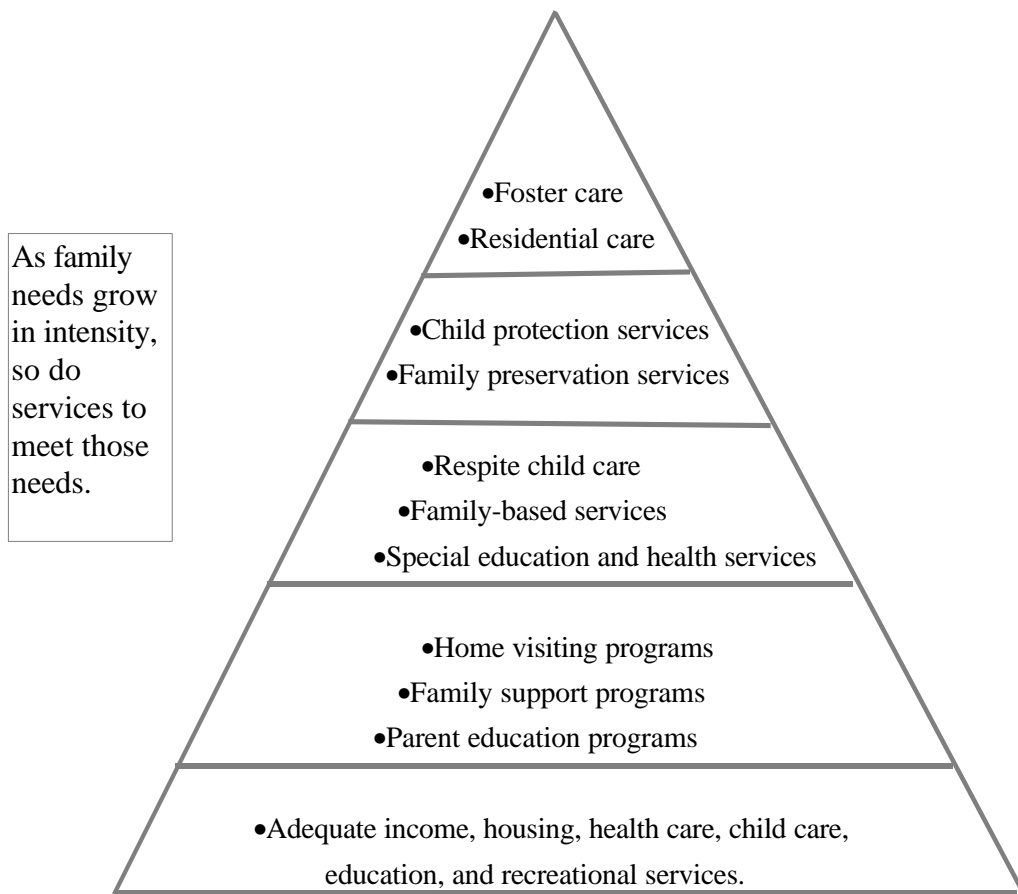 •Foster care
•Residential care
As family
needs grow
in intensity,
so do
services to
meet those
needs.
•Child protection services
•Family preservation services
•Respite child care
•Family-based services
•Special education and health services
•Home visiting programs
•Family support programs
•Parent education programs
•Adequate income, housing, health care, child care,
education, and recreational services.